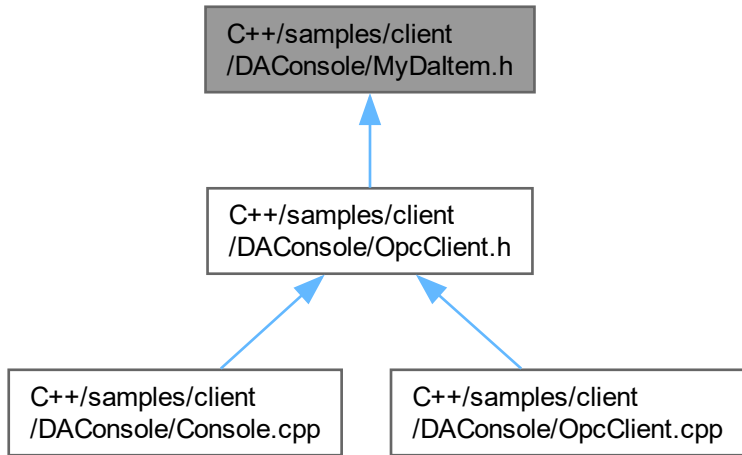 C++/samples/client
/DAConsole/MyDaItem.h
C++/samples/client
/DAConsole/OpcClient.h
C++/samples/client
/DAConsole/Console.cpp
C++/samples/client
/DAConsole/OpcClient.cpp